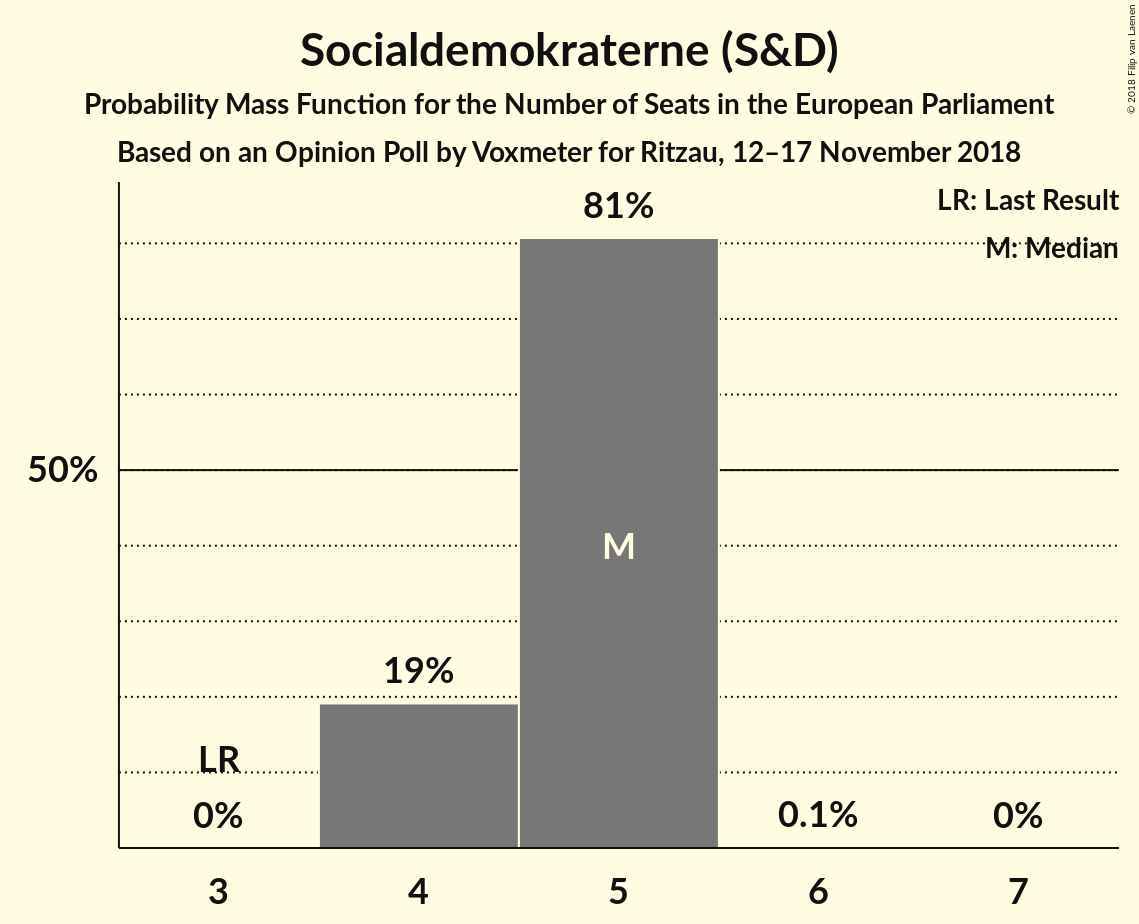 Socialdemokraterne (S&D)
Probability Mass Function for the Number of Seats in the European Parliament
Based on an Opinion Poll by Voxmeter for Ritzau, 12–17 November 2018
© 2018 Filip van Laenen
LR: Last Result
M: Median
81%
50%
M
19%
LR
0%
0.1%
0%
3 4 5 6 7